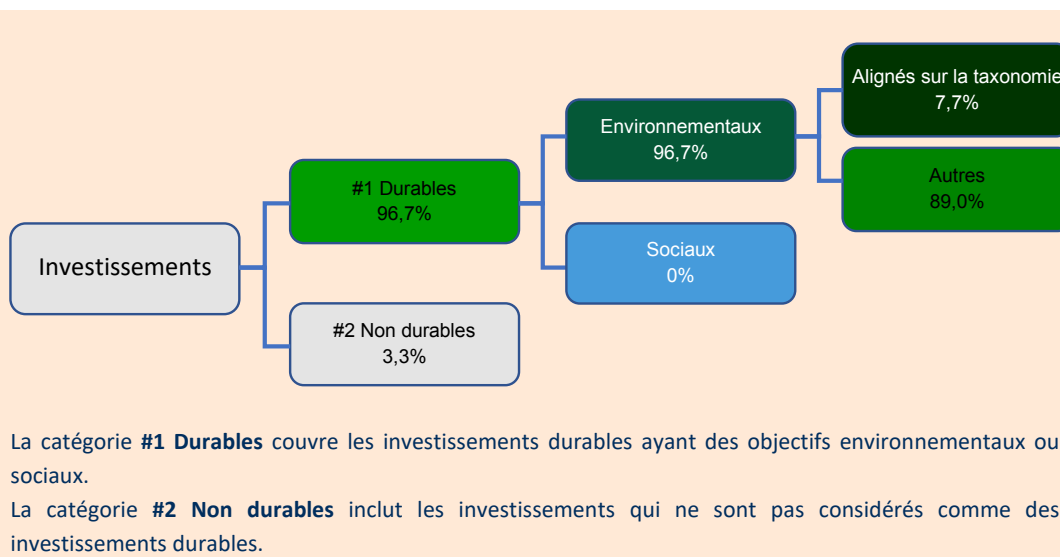 Alignés sur la taxonomie
7,7%
Environnementaux
96,7%
#1 Durables
96,7%
Autres
89,0%
Investissements
Sociaux
0%
#2 Non durables
3,3%
La catégorie #1 Durables couvre les investissements durables ayant des objectifs environnementaux ou
sociaux.
La catégorie #2 Non durables inclut les investissements qui ne sont pas considérés comme des
investissements durables.